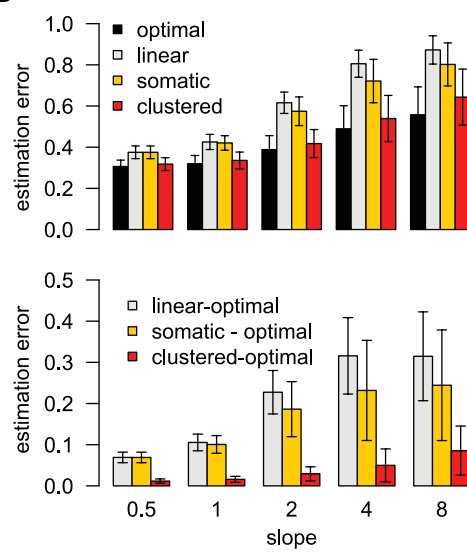 1.0
0.8
0.6
0.4
0.2
0.0
estimation error
optimal
linear
somatic
clustered
0.5
0.4
0.3
0.2
0.1
0.0
estimation error
linear-optimal
somatic - optimal
clustered-optimal
0.5 1 2 4 8
slope